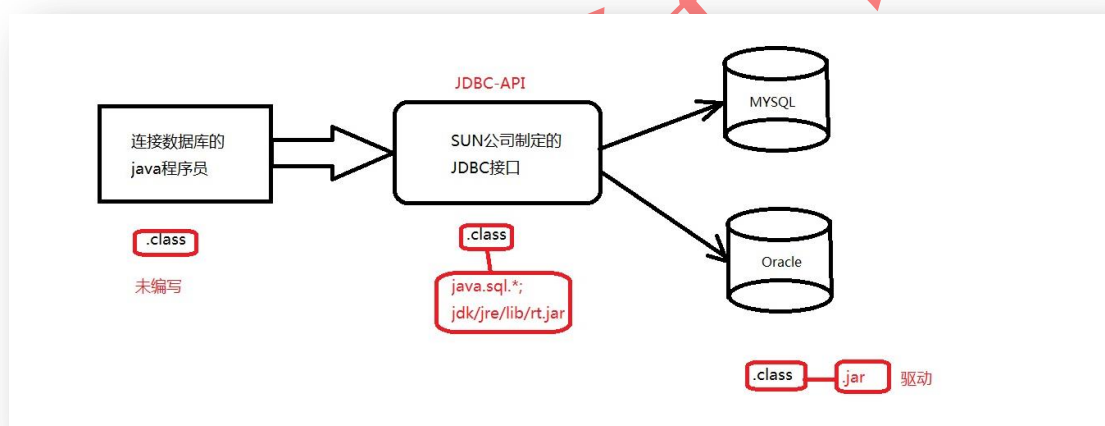 JDBC-API
连接数据库的
java程序员
SUN公司制定的
JDBC接口
MYSQL
Oracle
.class
未编写
.class
java.sql.*;
jdk/jre/lib/rt.jar
.class
.jar
驱动